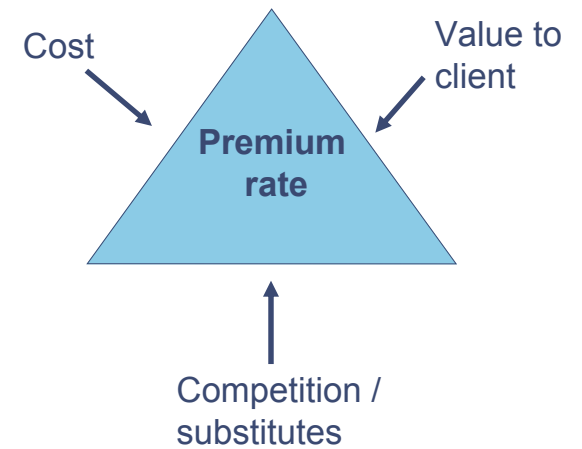 Cost
Value to
client
Premium
rate
Competition /
substitutes